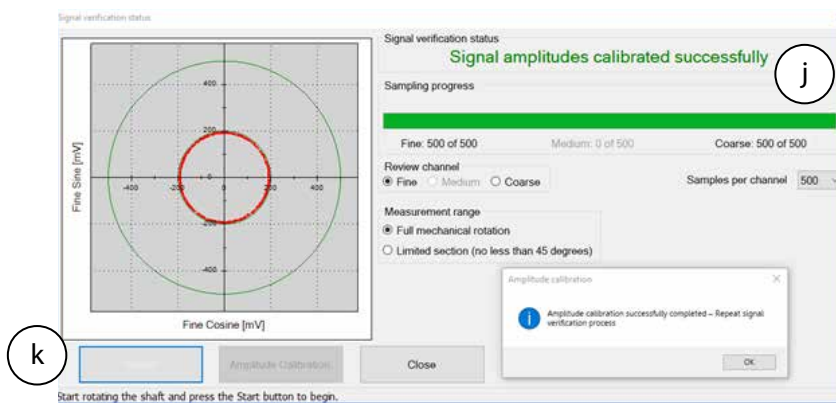 Signal verification status
Signal verification status
Signal amplitudes calibrated successfully
j
Sampling progress
Fine: 500 of 500 Medium: 0 of 500 Coarse: 500 of 500
Review channel
Fine Medium Coarse
Samples per channel 500
Measurement range
Full mechanical rotation
Limited section (no less than 45 degrees)
Fine Sine [mV]
400
200
-400 -200 0 200 400
-200
-400
Fine Cosine [mV]
Amplitude calibration
Amplitude calibration successfully completed – Repeat signal
verification process
OK
k
Amplitude Calibration
Close
Start rotating the shaft and press the Start button to begin.